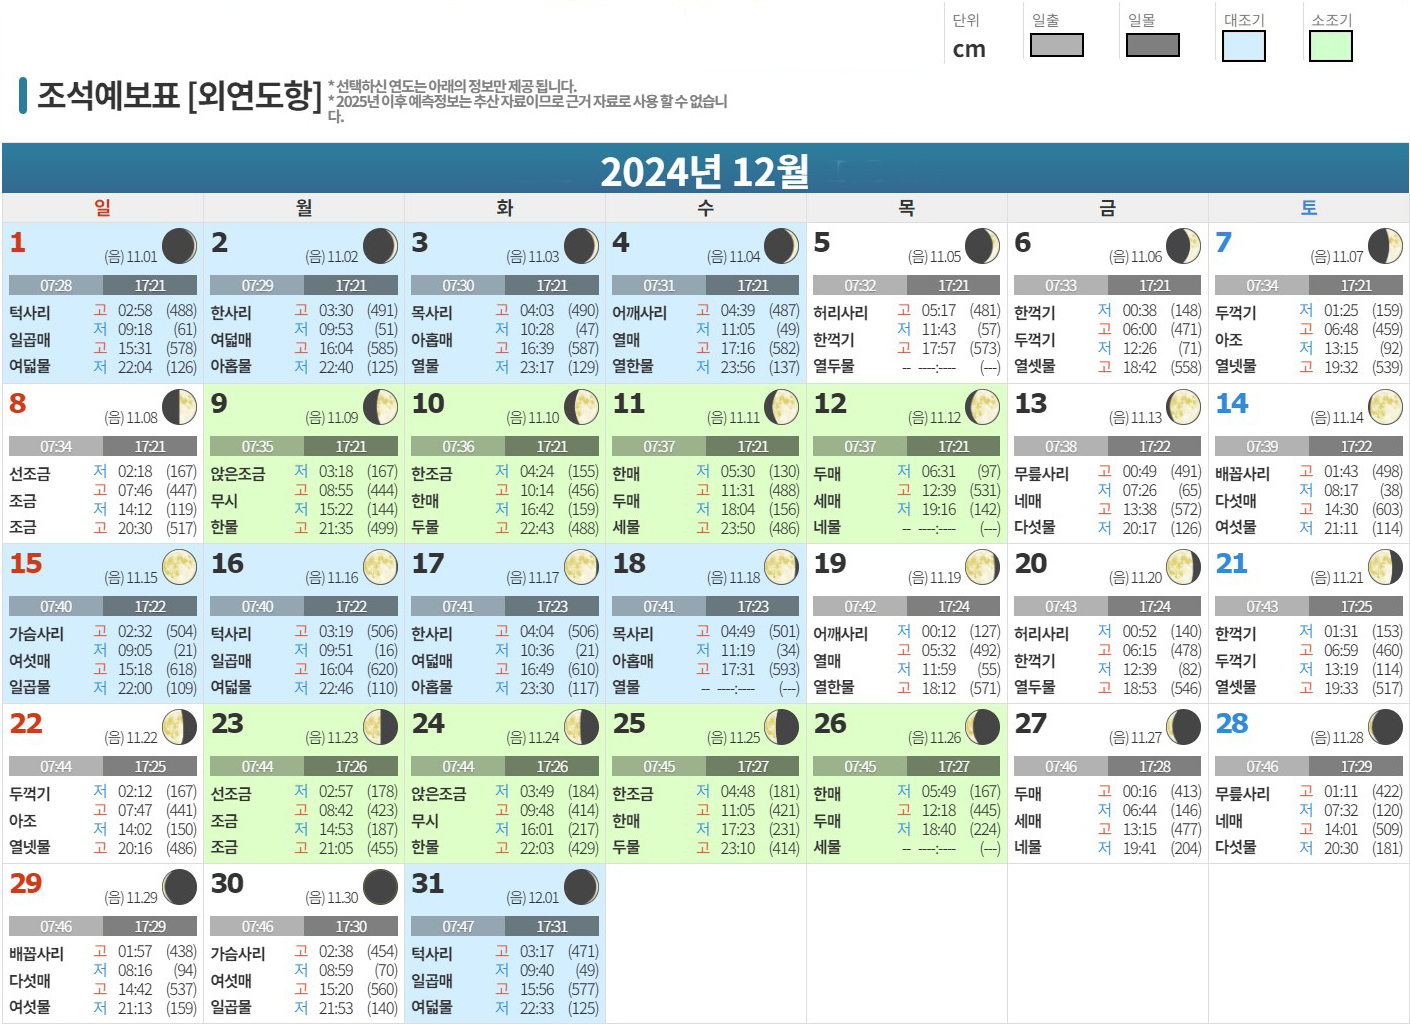 단위 일출 일몰 대조기 소조기
cm
조석예보표 [외연도항]
* 선택하신 연도는 아래의 정보만 제공 됩니다.
* 2025년 이후 예측정보는 추산 자료이므로 근거 자료로 사용 할 수 없습니
다.
2024년 12월
일 월 화 수 목 금 토
1 (음) 11.01
07:28 17:21
턱사리 일곱매 여덟물
고 02:58 (488)
저 09:18 (61)
고 15:31 (578)
저 22:04 (126)
2 (음) 11.02
07:29 17:21
한사리 여덟매 아홉물
고 03:30 (491)
저 09:53 (51)
고 16:04 (585)
저 22:40 (125)
3 (음) 11.03
07:30 17:21
목사리 아홉매 열물
고 04:03 (490)
저 10:28 (47)
고 16:39 (587)
저 23:17 (129)
4 (음) 11.04
07:31 17:21
어깨사리 열매 열한물
고 04:39 (487)
저 11:05 (49)
고 17:16 (582)
저 23:56 (137)
5 (음) 11.05
07:32 17:21
허리사리 한꺽기 열두물
고 05:17 (481)
저 11:43 (57)
고 17:57 (573)
-- ----:---- (---)
6 (음) 11.06
07:33 17:21
한꺽기 두꺽기 열셋물
저 00:38 (148)
고 06:00 (471)
저 12:26 (71)
고 18:42 (558)
7 (음) 11.07
07:34 17:21
두꺽기 아조 열넷물
저 01:25 (159)
고 06:48 (459)
저 13:15 (92)
고 19:32 (539)
8 (음) 11.08
07:34 17:21
선조금 조금 조금
저 02:18 (167)
고 07:46 (447)
저 14:12 (119)
고 20:30 (517)
9 (음) 11.09
07:35 17:21
앉은조금 무시 한물
저 03:18 (167)
고 08:55 (444)
저 15:22 (144)
고 21:35 (499)
10 (음) 11.10
07:36 17:21
한조금 한매 두물
저 04:24 (155)
고 10:14 (456)
저 16:42 (159)
고 22:43 (488)
11 (음) 11.11
07:37 17:21
한매 두매 세물
저 05:30 (130)
고 11:31 (488)
저 18:04 (156)
고 23:50 (486)
12 (음) 11.12
07:37 17:21
두매 세매 네물
저 06:31 (97)
고 12:39 (531)
저 19:16 (142)
-- ----:---- (---)
13 (음) 11.13
07:38 17:22
무릎사리 네매 다섯물
고 00:49 (491)
저 07:26 (65)
고 13:38 (572)
저 20:17 (126)
14 (음) 11.14
07:39 17:22
배꼽사리 다섯매 여섯물
고 01:43 (498)
저 08:17 (38)
고 14:30 (603)
저 21:11 (114)
15 (음) 11.15
07:40 17:22
가슴사리 여섯매 일곱물
고 02:32 (504)
저 09:05 (21)
고 15:18 (618)
저 22:00 (109)
16 (음) 11.16
07:40 17:22
턱사리 일곱매 여덟물
고 03:19 (506)
저 09:51 (16)
고 16:04 (620)
저 22:46 (110)
17 (음) 11.17
07:41 17:23
한사리 여덟매 아홉물
고 04:04 (506)
저 10:36 (21)
고 16:49 (610)
저 23:30 (117)
18 (음) 11.18
07:41 17:23
목사리 아홉매 열물
고 04:49 (501)
저 11:19 (34)
고 17:31 (593)
-- ----:---- (---)
19 (음) 11.19
07:42 17:24
어깨사리 열매 열한물
저 00:12 (127)
고 05:32 (492)
저 11:59 (55)
고 18:12 (571)
20 (음) 11.20
07:43 17:24
허리사리 한꺽기 열두물
저 00:52 (140)
고 06:15 (478)
저 12:39 (82)
고 18:53 (546)
21 (음) 11.21
07:43 17:25
한꺽기 두꺽기 열셋물
저 01:31 (153)
고 06:59 (460)
저 13:19 (114)
고 19:33 (517)
22 (음) 11.22
07:44 17:25
두꺽기 아조 열넷물
저 02:12 (167)
고 07:47 (441)
저 14:02 (150)
고 20:16 (486)
23 (음) 11.23
07:44 17:26
선조금 조금 조금
저 02:57 (178)
고 08:42 (423)
저 14:53 (187)
고 21:05 (455)
24 (음) 11.24
07:44 17:26
앉은조금 무시 한물
저 03:49 (184)
고 09:48 (414)
저 16:01 (217)
고 22:03 (429)
25 (음) 11.25
07:45 17:27
한조금 한매 두물
저 04:48 (181)
고 11:05 (421)
저 17:23 (231)
고 23:10 (414)
26 (음) 11.26
07:45 17:27
한매 두매 세물
저 05:49 (167)
고 12:18 (445)
저 18:40 (224)
-- ----:---- (---)
27 (음) 11.27
07:46 17:28
두매 세매 네물
고 00:16 (413)
저 06:44 (146)
고 13:15 (477)
저 19:41 (204)
28 (음) 11.28
07:46 17:29
무릎사리 네매 다섯물
고 01:11 (422)
저 07:32 (120)
고 14:01 (509)
저 20:30 (181)
29 (음) 11.29
07:46 17:29
배꼽사리 다섯매 여섯물
고 01:57 (438)
저 08:16 (94)
고 14:42 (537)
저 21:13 (159)
30 (음) 11.30
07:46 17:30
가슴사리 여섯매 일곱물
고 02:38 (454)
저 08:59 (70)
고 15:20 (560)
저 21:53 (140)
31 (음) 12.01
07:47 17:31
턱사리 일곱매 여덟물
고 03:17 (471)
저 09:40 (49)
고 15:56 (577)
저 22:33 (125)